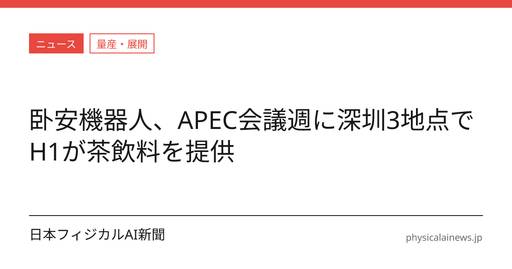 ニュース
量産・展開
卧安機器人、APEC会議週に深圳3地点で
H1が茶飲料を提供
日本フィジカルAI新聞
physicalainews.jp